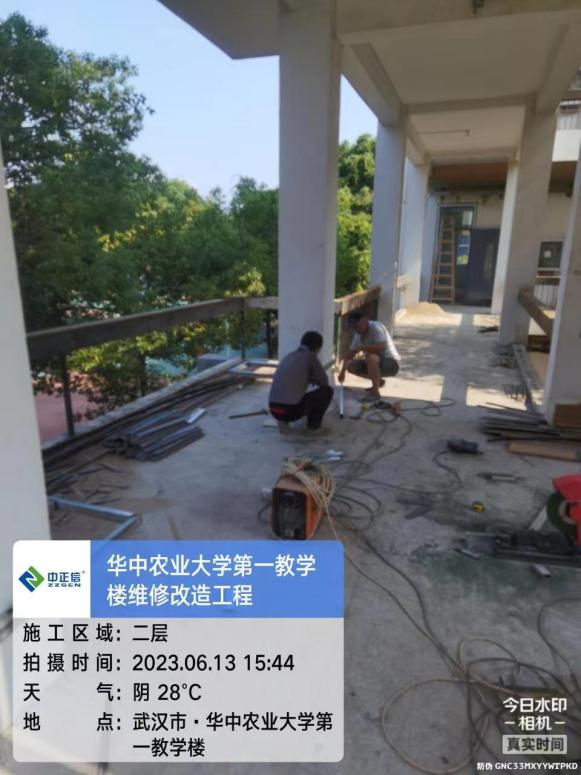 中正信®
ZZSEN
华中农业大学第一教学
楼维修改造工程
施工区域：二层
拍摄时间：2023.06.13 15:44
天气：阴 28℃
地点：武汉市·华中农业大学第
一教学楼
今日水印
-相机-
真实时间
防伪 GNC33MXYYWTPKD